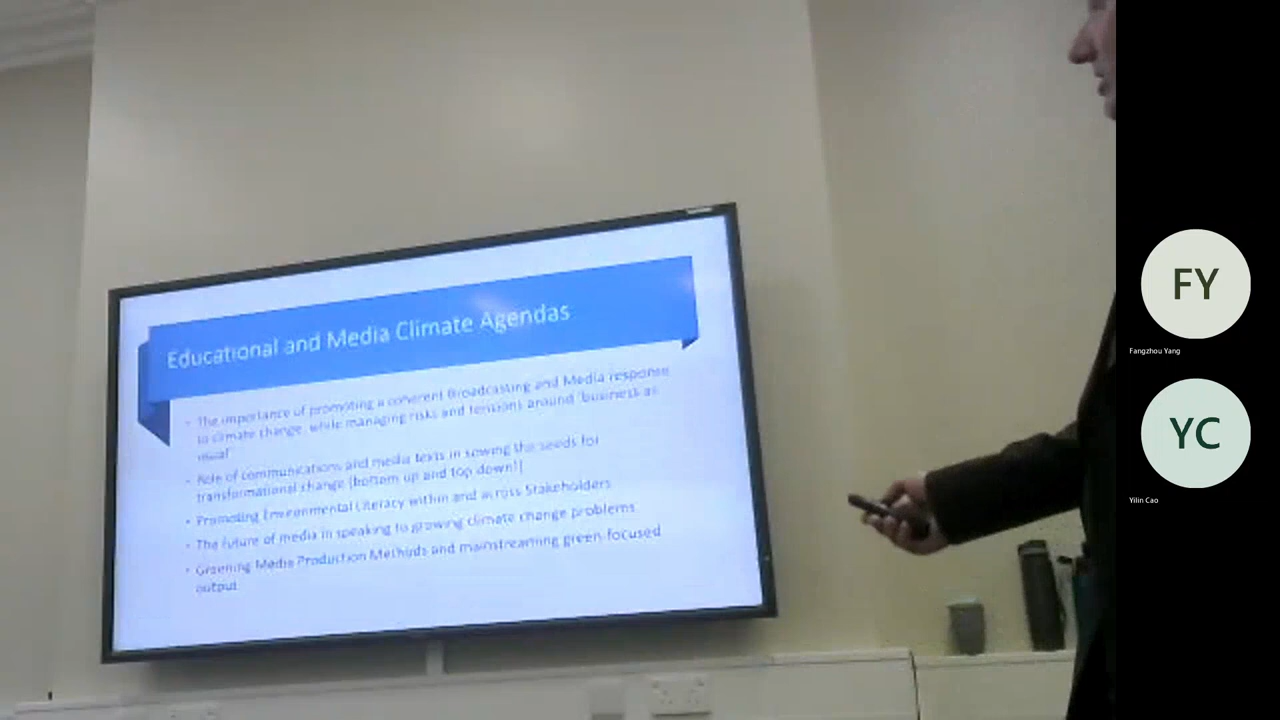 Educational and Media Climate Agendas
The importance of promoting a coherent Broadcasting and Media response
to climate change, while managing risks and tensions around 'business as
usual'
Role of communications and media texts in sowing the seeds for
transformational change (bottom up and top down!)
Promoting Environmental Literacy within and across Stakeholders
The future of media in speaking to growing climate change problems
Greening Media Production Methods and mainstreaming green-focused
output
FY
Fangzhou Yang
YC
Yilin Cao